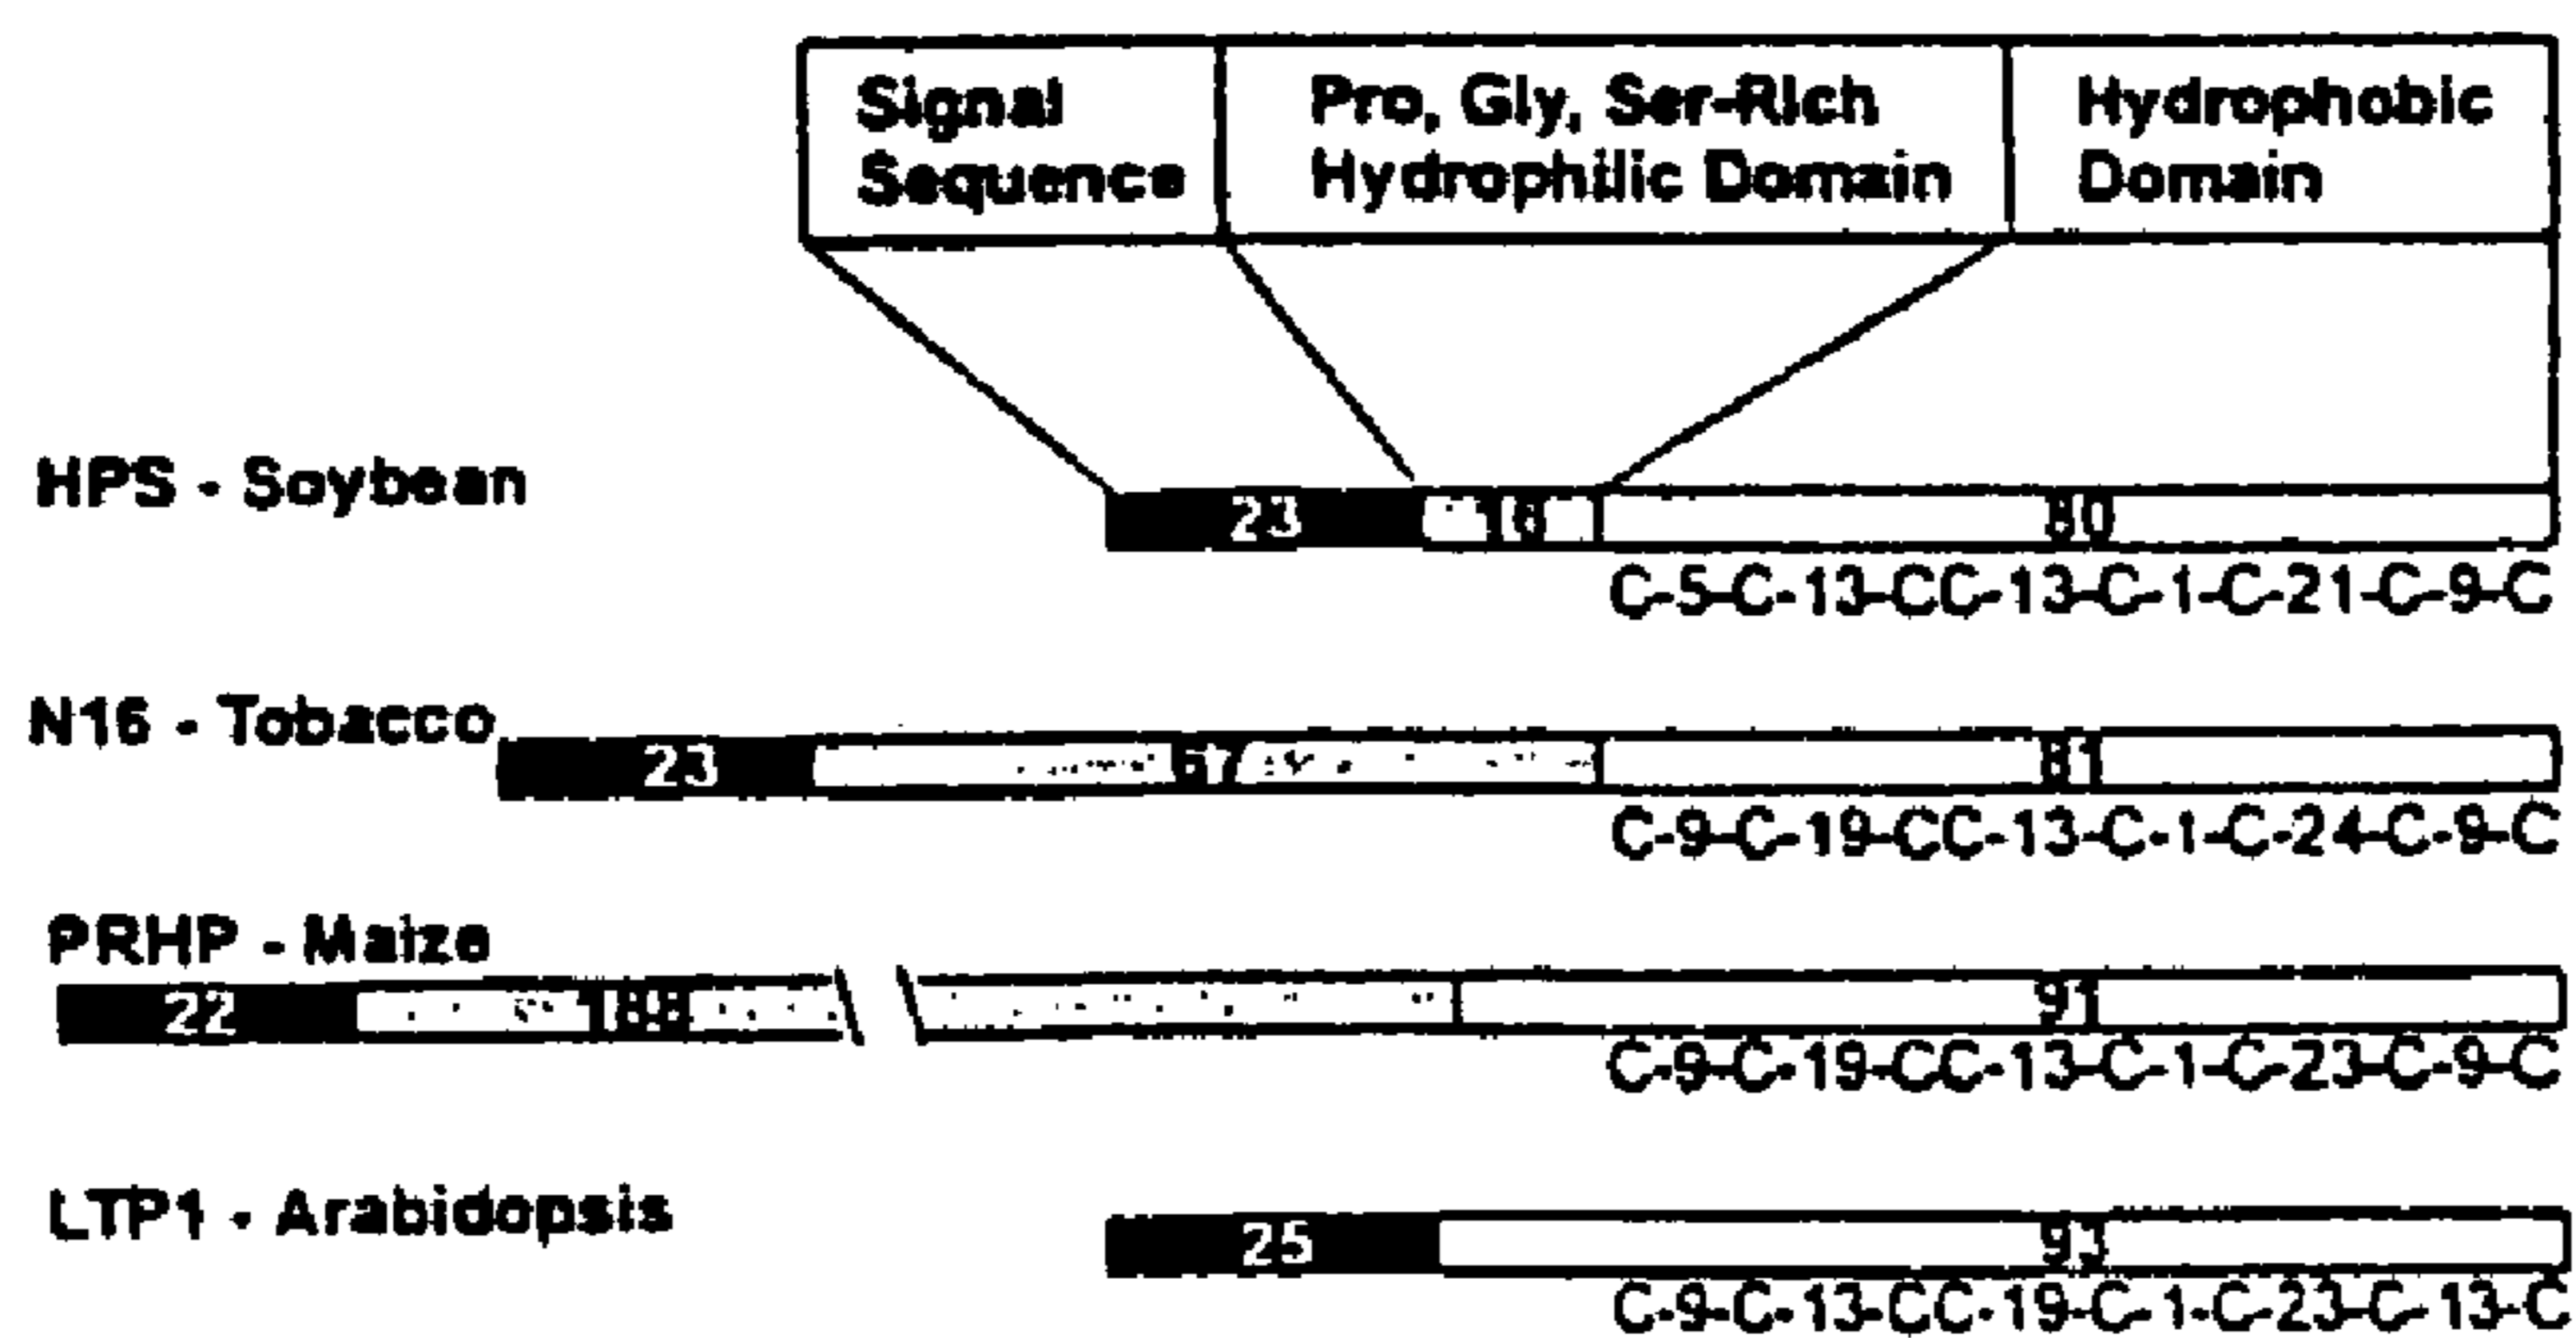 Signal
Sequence
Pro, Gly, Ser-Rich
Hydrophilic Domain
Hydrophobic
Domain
HPS - Soybean
23 16 80
C-5-C-13-CC-13-C-1-C-21-C-9-C
N16 - Tobacco
23 67 81
C-9-C-19-CC-13-C-1-C-24-C-9-C
PRHP - Maize
22 188 91
C-9-C-19-CC-13-C-1-C-23-C-9-C
LTP1 - Arabidopsis
25 93
C-9-C-13-CC-19-C-1-C-23-C-13-C